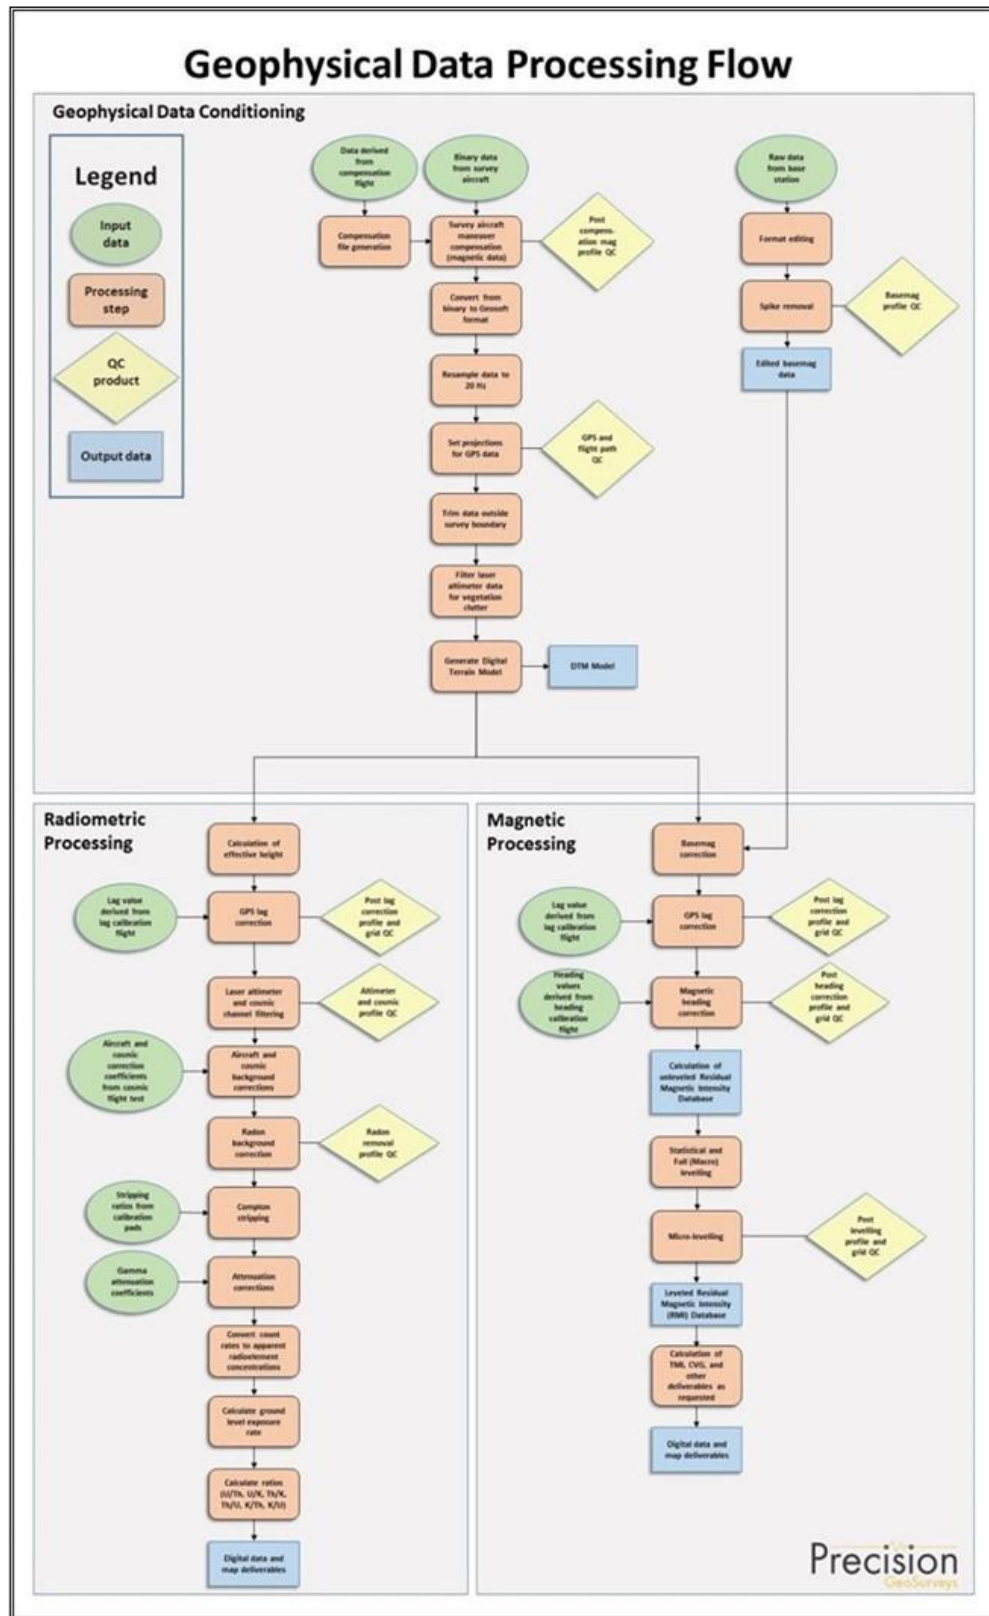 Geophysical Data Processing Flow
Geophysical Data Conditioning
Legend
Input
data
Processing
step
QC
product
Output data
Data derived
from
compensation
flight
Binary data
from survey
aircraft
Raw data
from base
station
Compensation
file generation
Survey aircraft
maneuver
compensation
(magnetic data)
Post
compens-
ation mag
profile QC
Format editing
Convert from
binary to Geosoft
format
Spike removal
Basemag
profile QC
Resample data to
20 Hz
Edited basemag
data
Set projections
for GPS data
GPS and
flight path
QC
Trim data outside
survey boundary
Filter laser
altimeter data
for vegetation
clutter
Generate Digital
Terrain Model
DTM Model
Radiometric
Processing
Calculation of
effective height
Lag value
derived from
lag calibration
flight
GPS lag
correction
Post lag
correction
profile and
grid QC
Laser altimeter
and cosmic
channel filtering
Altimeter
and cosmic
profile QC
Aircraft and
cosmic
correction
coefficients
from cosmic
flight test
Aircraft and
cosmic
background
corrections
Radon
background
correction
Radon
removal
profile QC
Stripping
ratios from
calibration
pads
Compton
stripping
Gamma
attenuation
coefficients
Attenuation
corrections
Convert count
rates to apparent
radioelement
concentrations
Calculate ground
level exposure
rate
Calculate ratios
(U/Th, U/K, Th/K,
Th/U, K/Th, K/U)
Digital data and
map deliverables
Magnetic
Processing
Basemag
correction
Lag value
derived from
lag calibration
flight
GPS lag
correction
Post lag
correction
profile and
grid QC
Heading
values
derived from
heading
calibration
flight
Magnetic
heading
correction
Post
heading
correction
profile and
grid QC
Calculation of
unleveled Residual
Magnetic Intensity
Database
Statistical and
Full (Macro)
levelling
Micro-levelling
Post
levelling
profile and
grid QC
Leveled Residual
Magnetic Intensity
(RMI) Database
Calculation of
TMI, CVG, and
other
deliverables as
requested
Digital data and
map deliverables
Precision
GeoSurveys